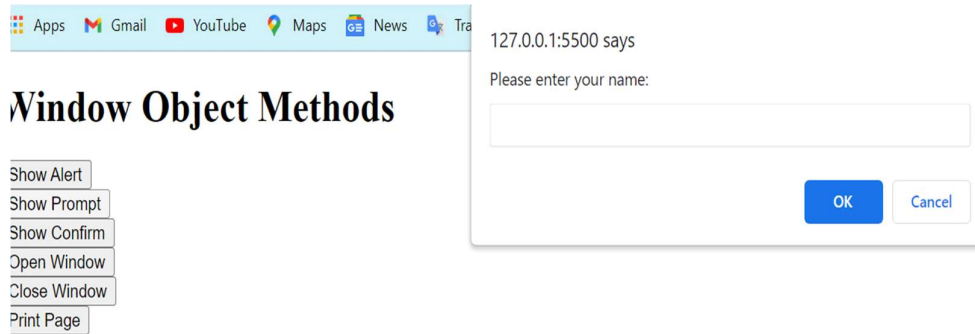 Apps Gmail YouTube Maps News Tra
127.0.0.1:5500 says
Please enter your name:
OK Cancel
Window Object Methods
Show Alert
Show Prompt
Show Confirm
Open Window
Close Window
Print Page